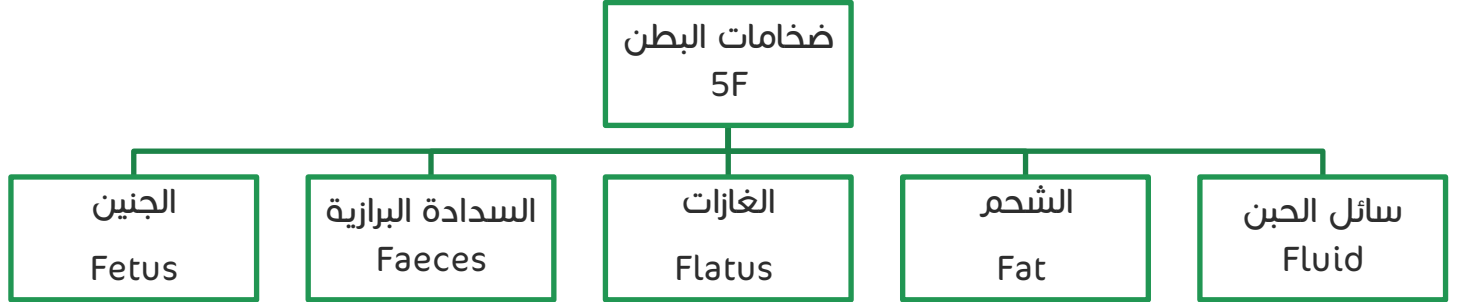 ضخامات البطن
5F
سائل الحبن
Fluid
الشحم
Fat
الغازات
Flatus
السدادة البرازية
Faeces
الجنين
Fetus